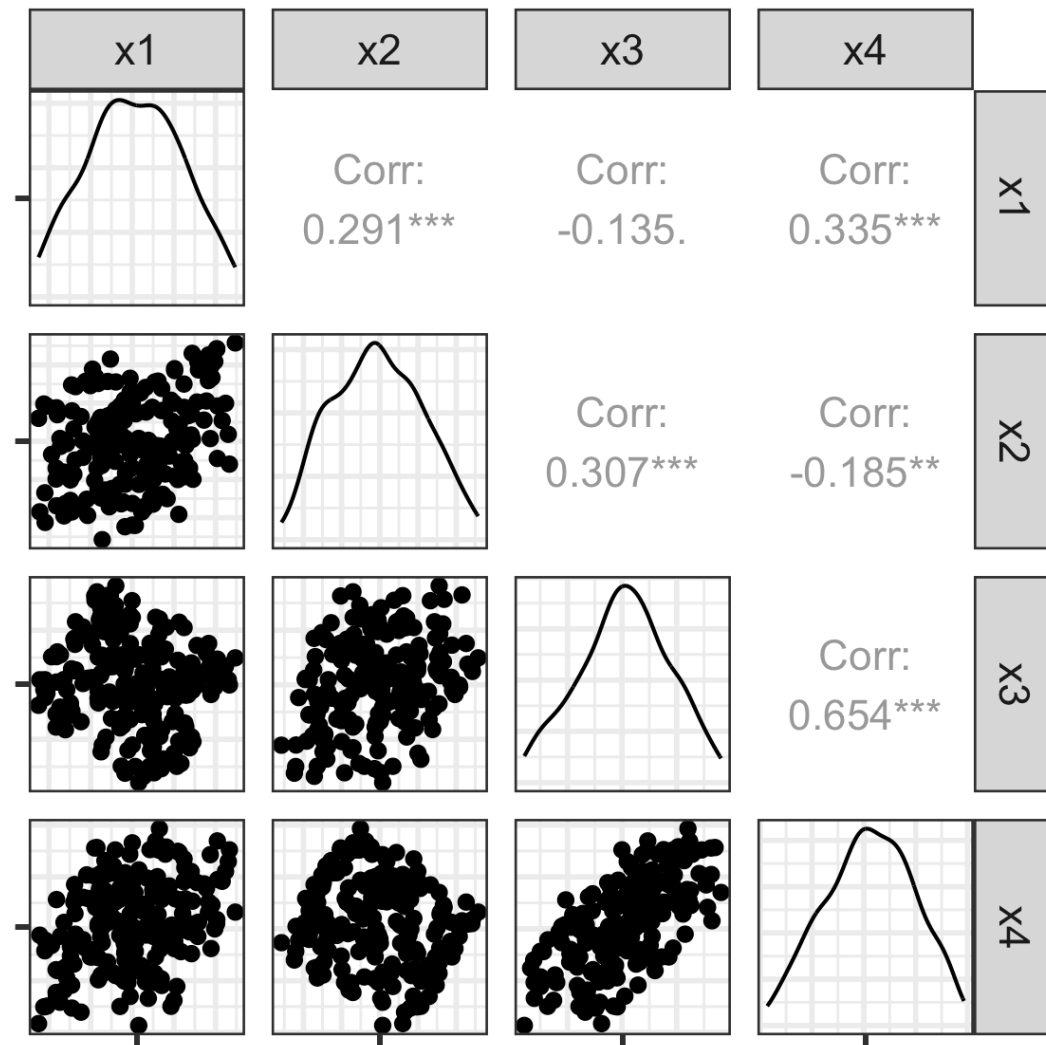 x1
x2
x3
x4
Corr:
0.291***
Corr:
-0.135.
Corr:
0.335***
x1
Corr:
0.307***
Corr:
-0.185**
x2
Corr:
0.654***
x3
x4